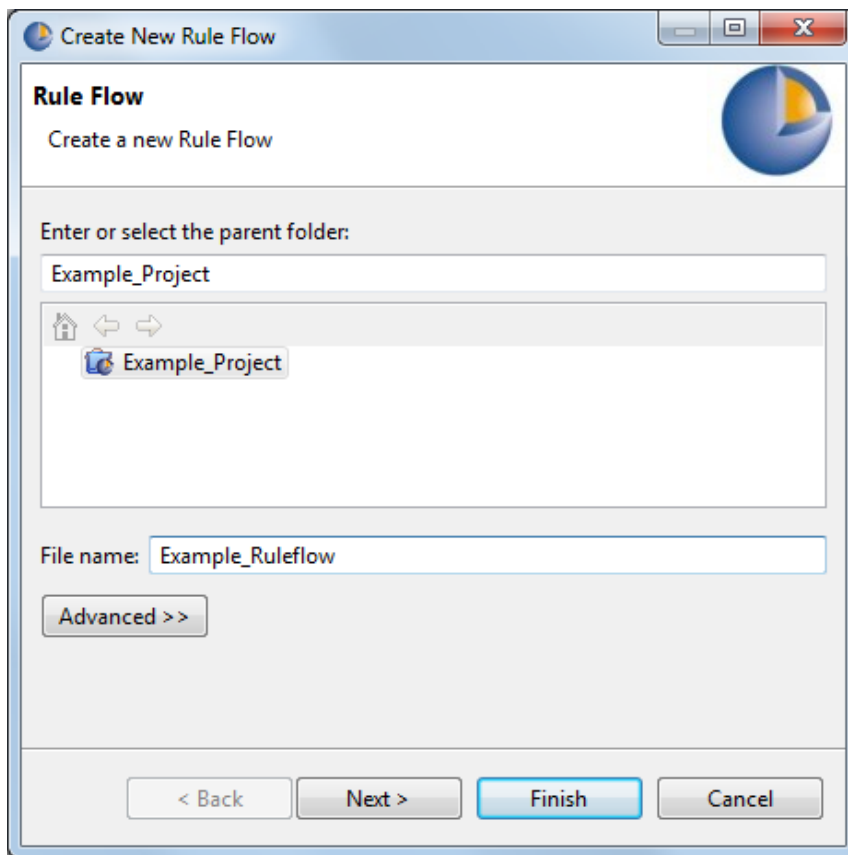 Create New Rule Flow
Rule Flow
Create a new Rule Flow
Enter or select the parent folder:
Example_Project
Example_Project
File name: Example_Ruleflow
Advanced >>
< Back Next > Finish Cancel